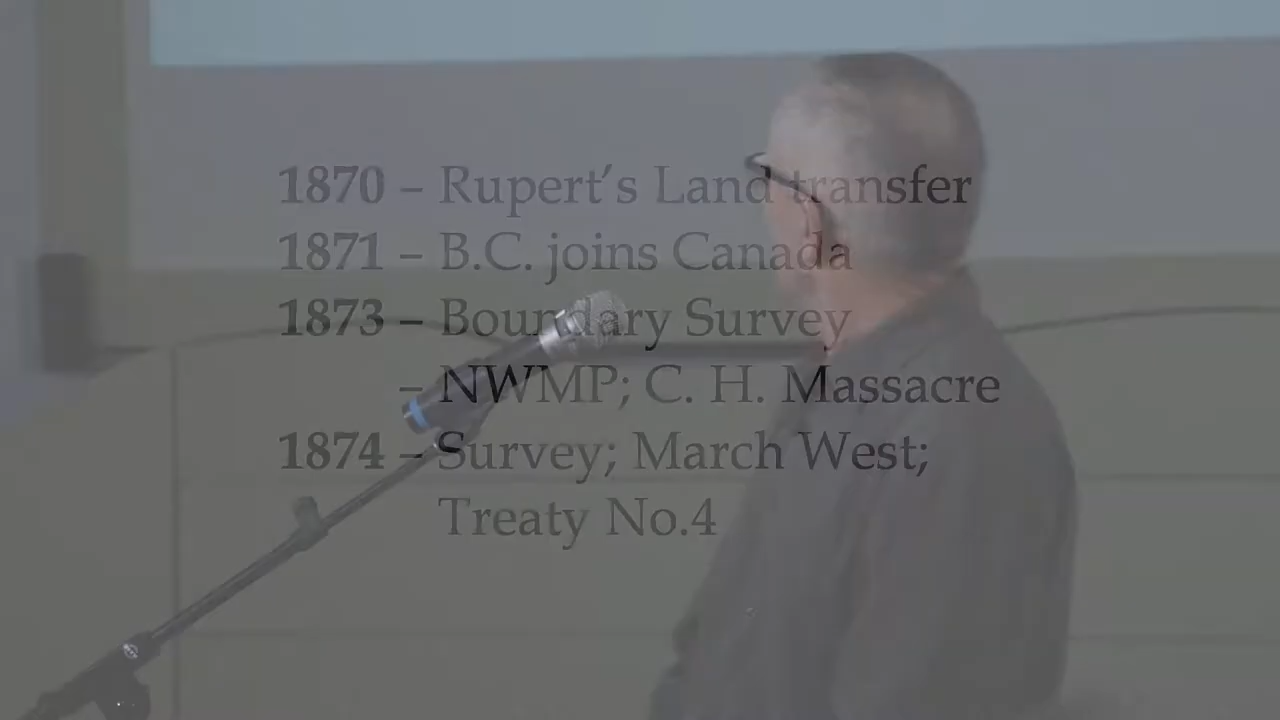 1870 – Rupert's Land transfer
1871 – B.C. joins Canada
1873 – Boundary Survey
– NWMP; C. H. Massacre
1874 – Survey; March West;
Treaty No.4